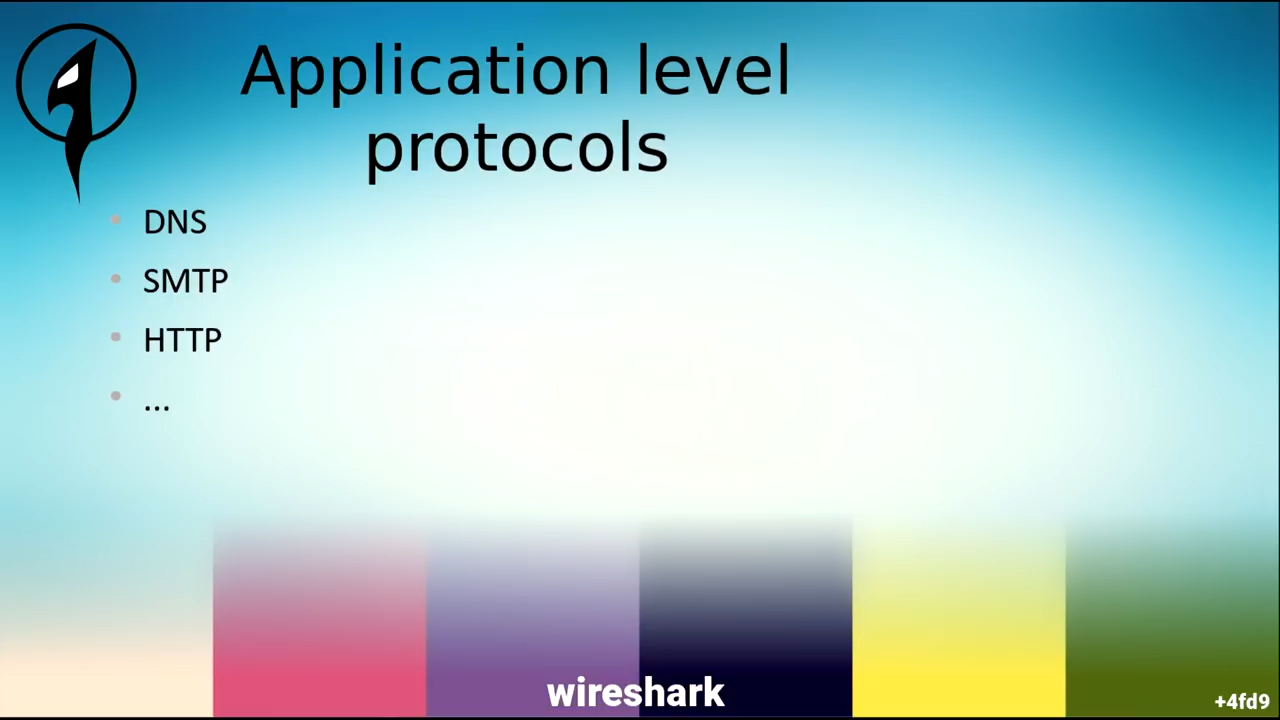 Application level
protocols
DNS
SMTP
HTTP
...
wireshark
+4fd9